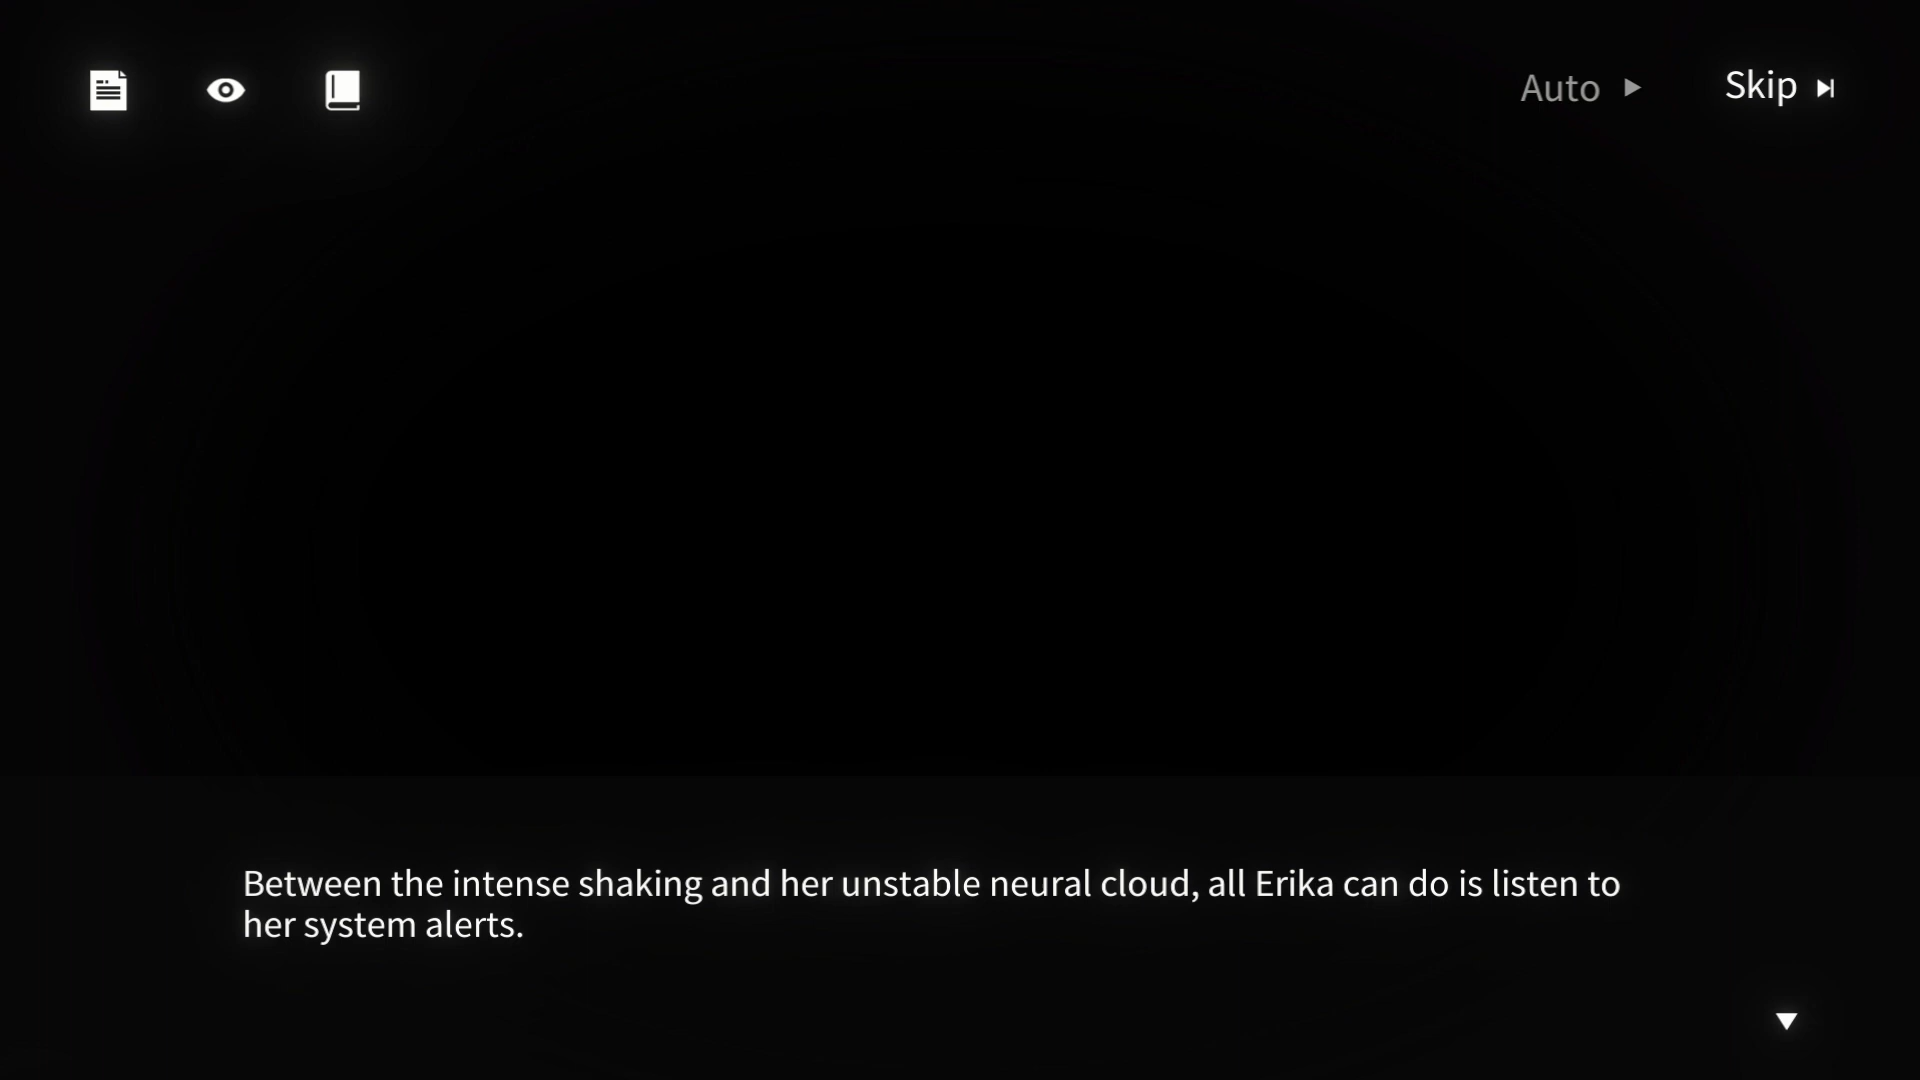 Auto
Skip
Between the intense shaking and her unstable neural cloud, all Erika can do is listen to
her system alerts.